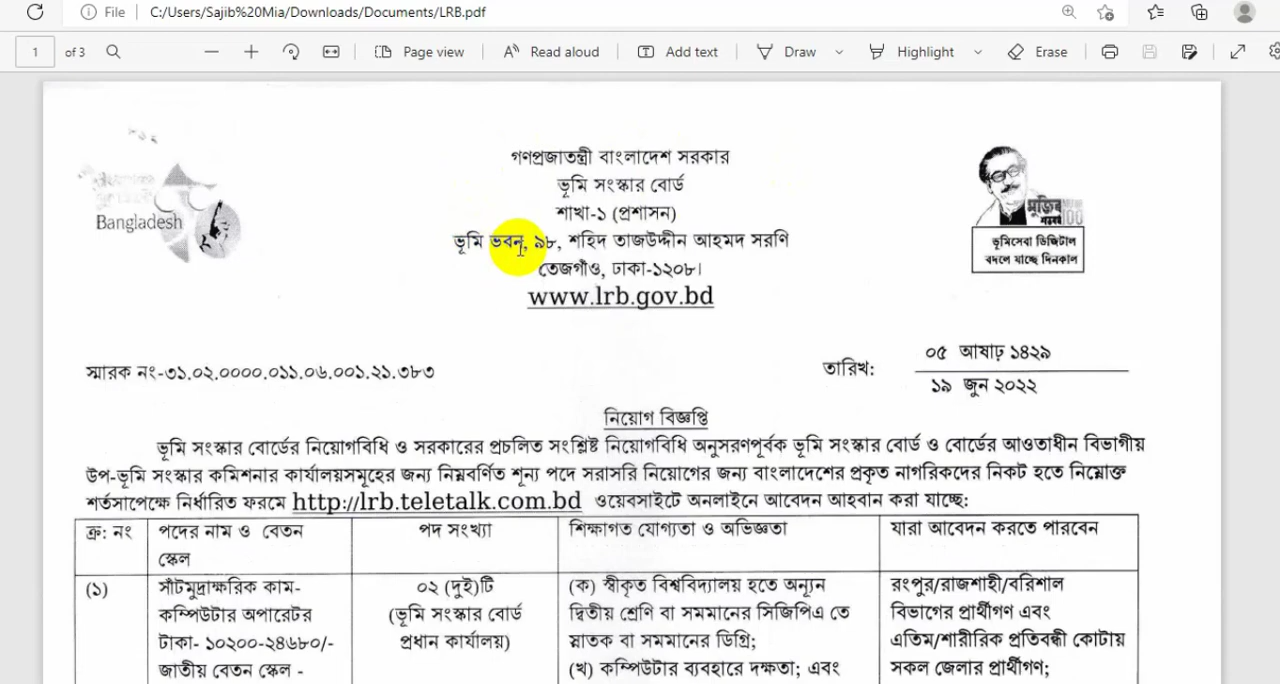 File
C:/Users/Sajib%20Mia/Downloads/Documents/LRB.pdf
1 of 3
Page view
Read aloud
Add text
Draw
Highlight
Erase
গণপ্রজাতন্ত্রী বাংলাদেশ সরকার
ভূমি সংস্কার বোর্ড
শাখা-১ (প্রশাসন)
ভূমি ভবন, ৯৮, শহিদ তাজউদ্দীন আহমদ সরণি
তেজগাঁও, ঢাকা-১২০৮।
www.lrb.gov.bd
Bangladesh
মুজিব
শতবর্ষ 100
ভূমিসেবা ডিজিটাল
বদলে যাচ্ছে দিনকাল
স্মারক নং-৩১.০২.০০০০.০১১.০৬.০০১.২১.৩৮৩
তারিখ:
০৫ আষাঢ় ১৪২৯
১৯ জুন ২০২২
নিয়োগ বিজ্ঞপ্তি
ভূমি সংস্কার বোর্ডের নিয়োগবিধি ও সরকারের প্রচলিত সংশ্লিষ্ট নিয়োগবিধি অনুসরণপূর্বক ভূমি সংস্কার বোর্ড ও বোর্ডের আওতাধীন বিভাগীয়
উপ-ভূমি সংস্কার কমিশনার কার্যালয়সমূহের জন্য নিম্নবর্ণিত শূন্য পদে সরাসরি নিয়োগের জন্য বাংলাদেশের প্রকৃত নাগরিকদের নিকট হতে নিম্নোক্ত
শর্তসাপেক্ষে নির্ধারিত ফরমে http://lrb.teletalk.com.bd ওয়েবসাইটে অনলাইনে আবেদন আহবান করা যাচ্ছে:
ক্র: নং
পদের নাম ও বেতন
স্কেল
পদ সংখ্যা
শিক্ষাগত যোগ্যতা ও অভিজ্ঞতা
যারা আবেদন করতে পারবেন
(১)
সাঁটমুদ্রাক্ষরিক কাম-
কম্পিউটার অপারেটর
টাকা- ১০২০০-২৪৬৮০/-
জাতীয় বেতন স্কেল -
০২ (দুই)টি
(ভূমি সংস্কার বোর্ড
প্রধান কার্যালয়)
(ক) স্বীকৃত বিশ্ববিদ্যালয় হতে অন্যূন
দ্বিতীয় শ্রেণি বা সমমানের সিজিপিএ তে
স্নাতক বা সমমানের ডিগ্রি;
(খ) কম্পিউটার ব্যবহারে দক্ষতা; এবং
রংপুর/রাজশাহী/বরিশাল
বিভাগের প্রার্থীগণ এবং
এতিম/শারীরিক প্রতিবন্ধী কোটায়
সকল জেলার প্রার্থীগণ;